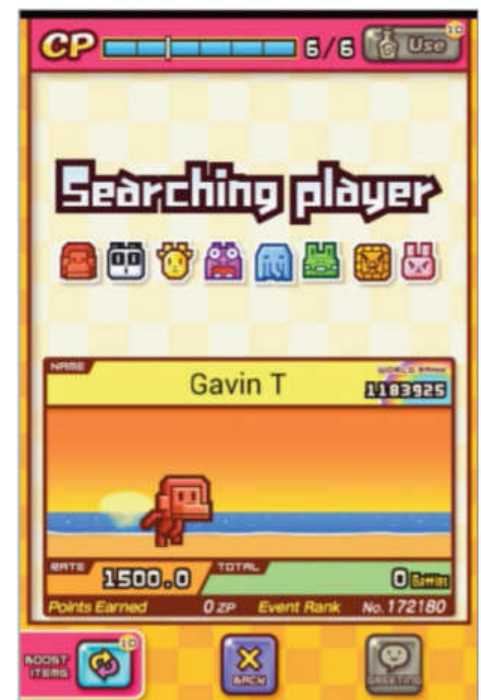 CP 6/6 Use 10
Searching player
NAME
WORLD RANK
Gavin T 1183925
RATE 1500.0 TOTAL 0 Battles
Points Earned 0 ZP Event Rank No.172180
BOOST ITEMS 10
BACK
GREETING